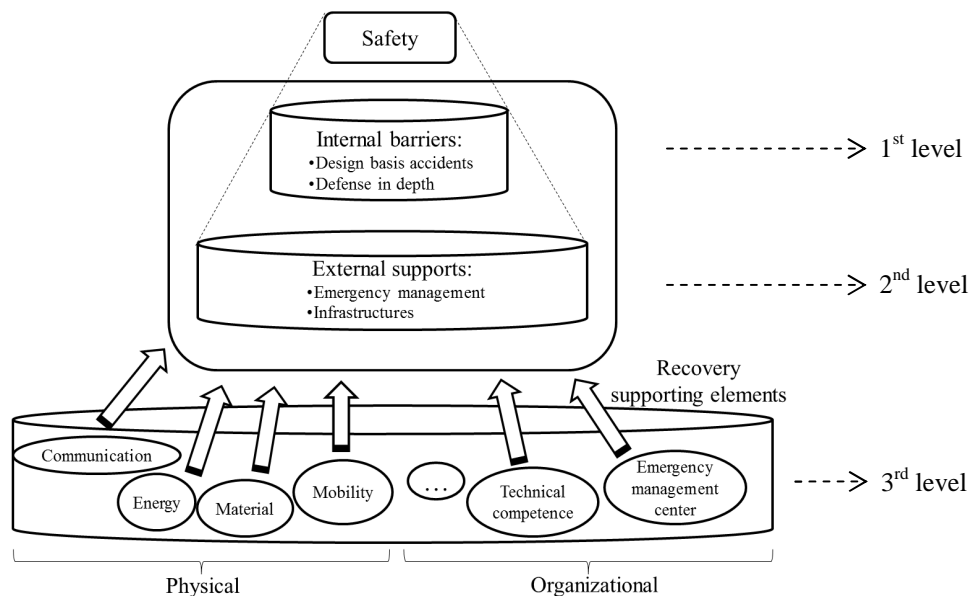 Safety
Internal barriers:
•Design basis accidents
•Defense in depth
1st level
External supports:
•Emergency management
•Infrastructures
2nd level
Recovery
supporting elements
Communication
Energy
Material
Mobility
...
Technical
competence
Emergency
management
center
3rd level
Physical
Organizational